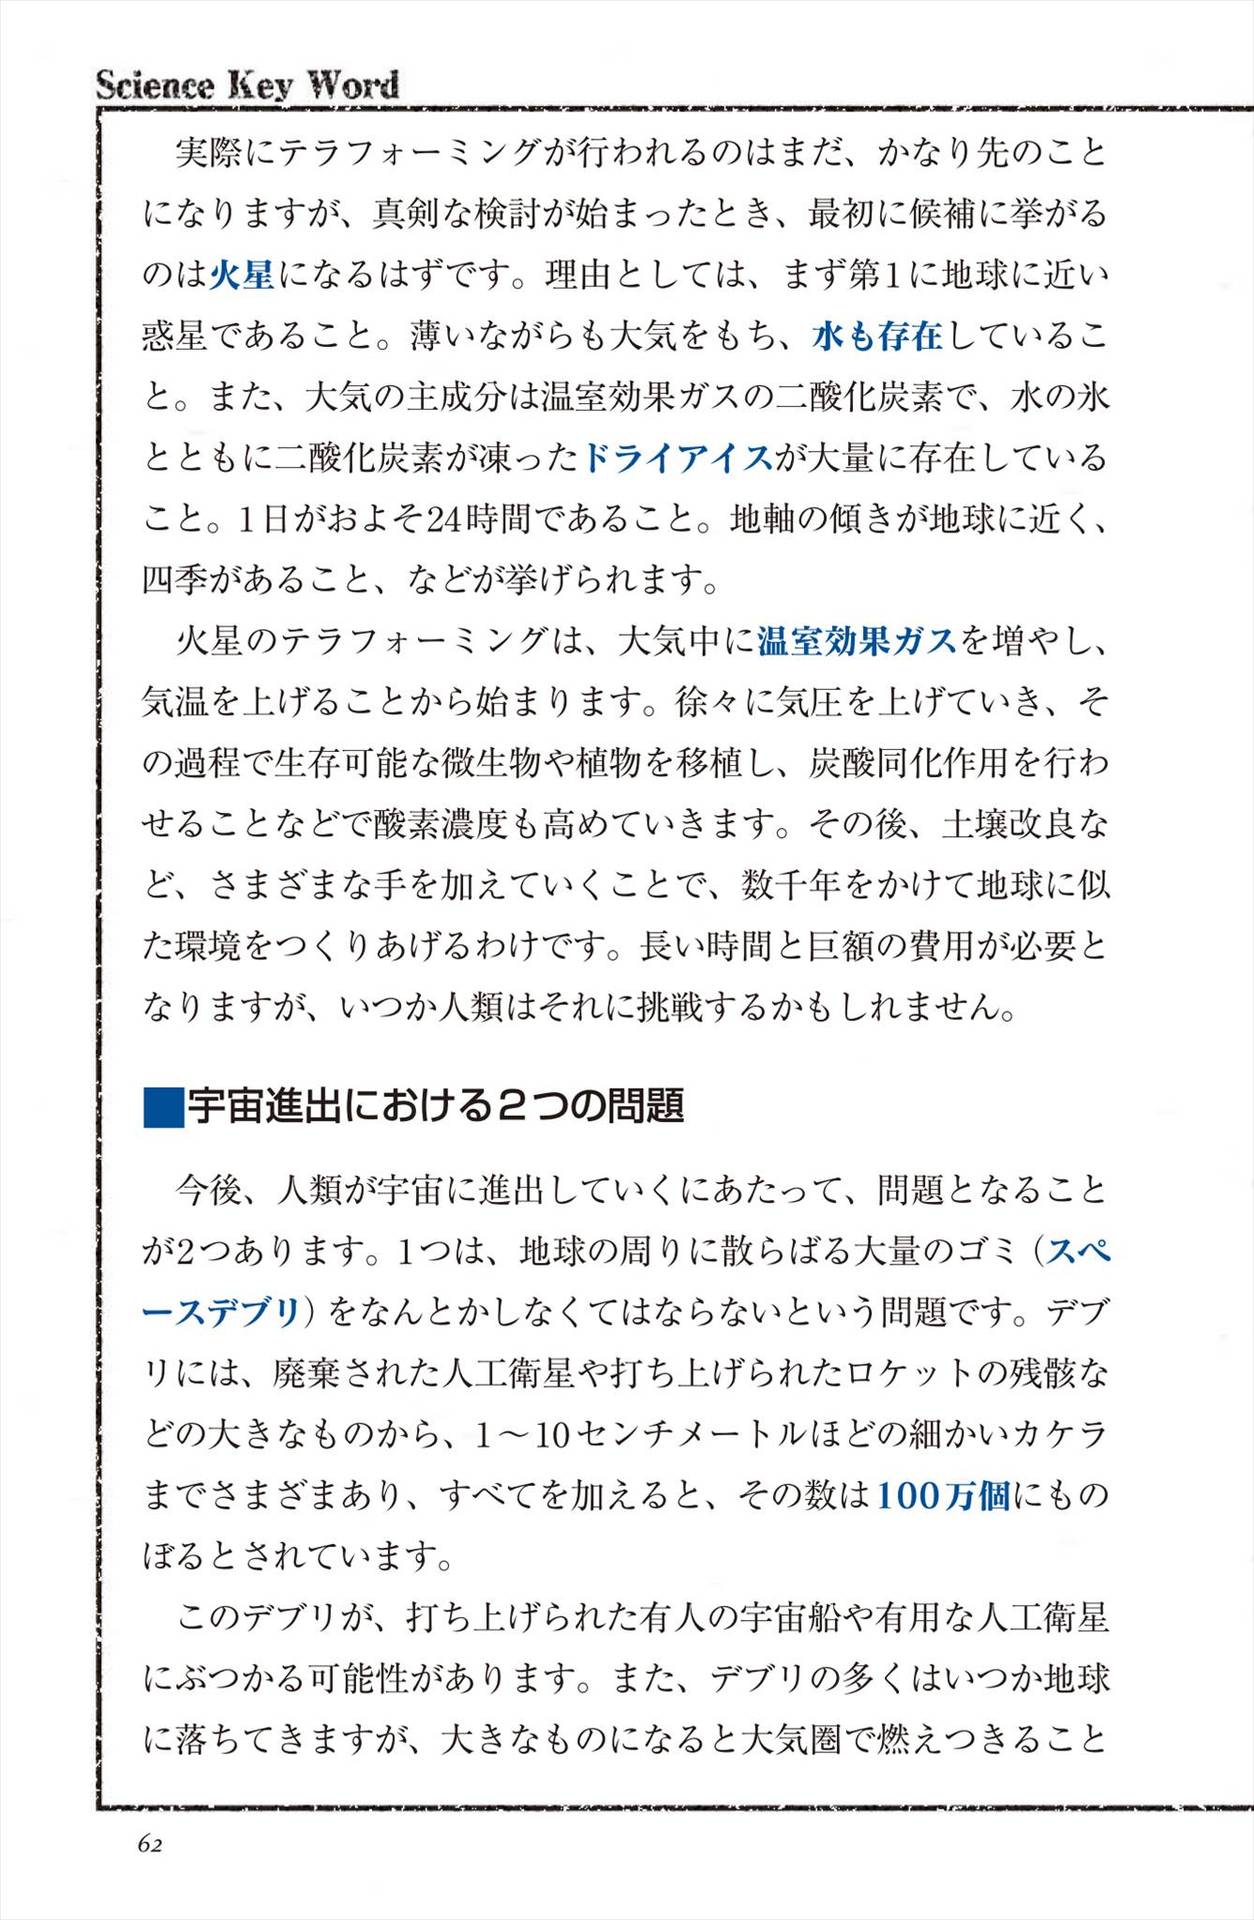 Science Key Word
実際にテラフォーミングが行われるのはまだ、かなり先のこと
になりますが、真剣な検討が始まったとき、最初に候補に挙がる
のは火星になるはずです。理由としては、まず第1に地球に近い
惑星であること。薄いながらも大気をもち、水も存在しているこ
と。また、大気の主成分は温室効果ガスの二酸化炭素で、水の氷
とともに二酸化炭素が凍ったドライアイスが大量に存在している
こと。1日がおよそ24時間であること。地軸の傾きが地球に近く、
四季があること、などが挙げられます。
火星のテラフォーミングは、大気中に温室効果ガスを増やし、
気温を上げることから始まります。徐々に気圧を上げていき、そ
の過程で生存可能な微生物や植物を移植し、炭酸同化作用を行わ
せることなどで酸素濃度も高めていきます。その後、土壌改良な
ど、さまざまな手を加えていくことで、数千年をかけて地球に似
た環境をつくりあげるわけです。長い時間と巨額の費用が必要と
なりますが、いつか人類はそれに挑戦するかもしれません。
■宇宙進出における2つの問題
今後、人類が宇宙に進出していくにあたって、問題となること
が2つあります。1つは、地球の周りに散らばる大量のゴミ（スペ
ースデブリ）をなんとかしなくてはならないという問題です。デブ
リには、廃棄された人工衛星や打ち上げられたロケットの残骸な
どの大きなものから、1～10センチメートルほどの細かいカケラ
までさまざまあり、すべてを加えると、その数は100万個にもの
ぼるとされています。
このデブリが、打ち上げられた有人の宇宙船や有用な人工衛星
にぶつかる可能性があります。また、デブリの多くはいつか地球
に落ちてきますが、大きなものになると大気圏で燃えつきること
62